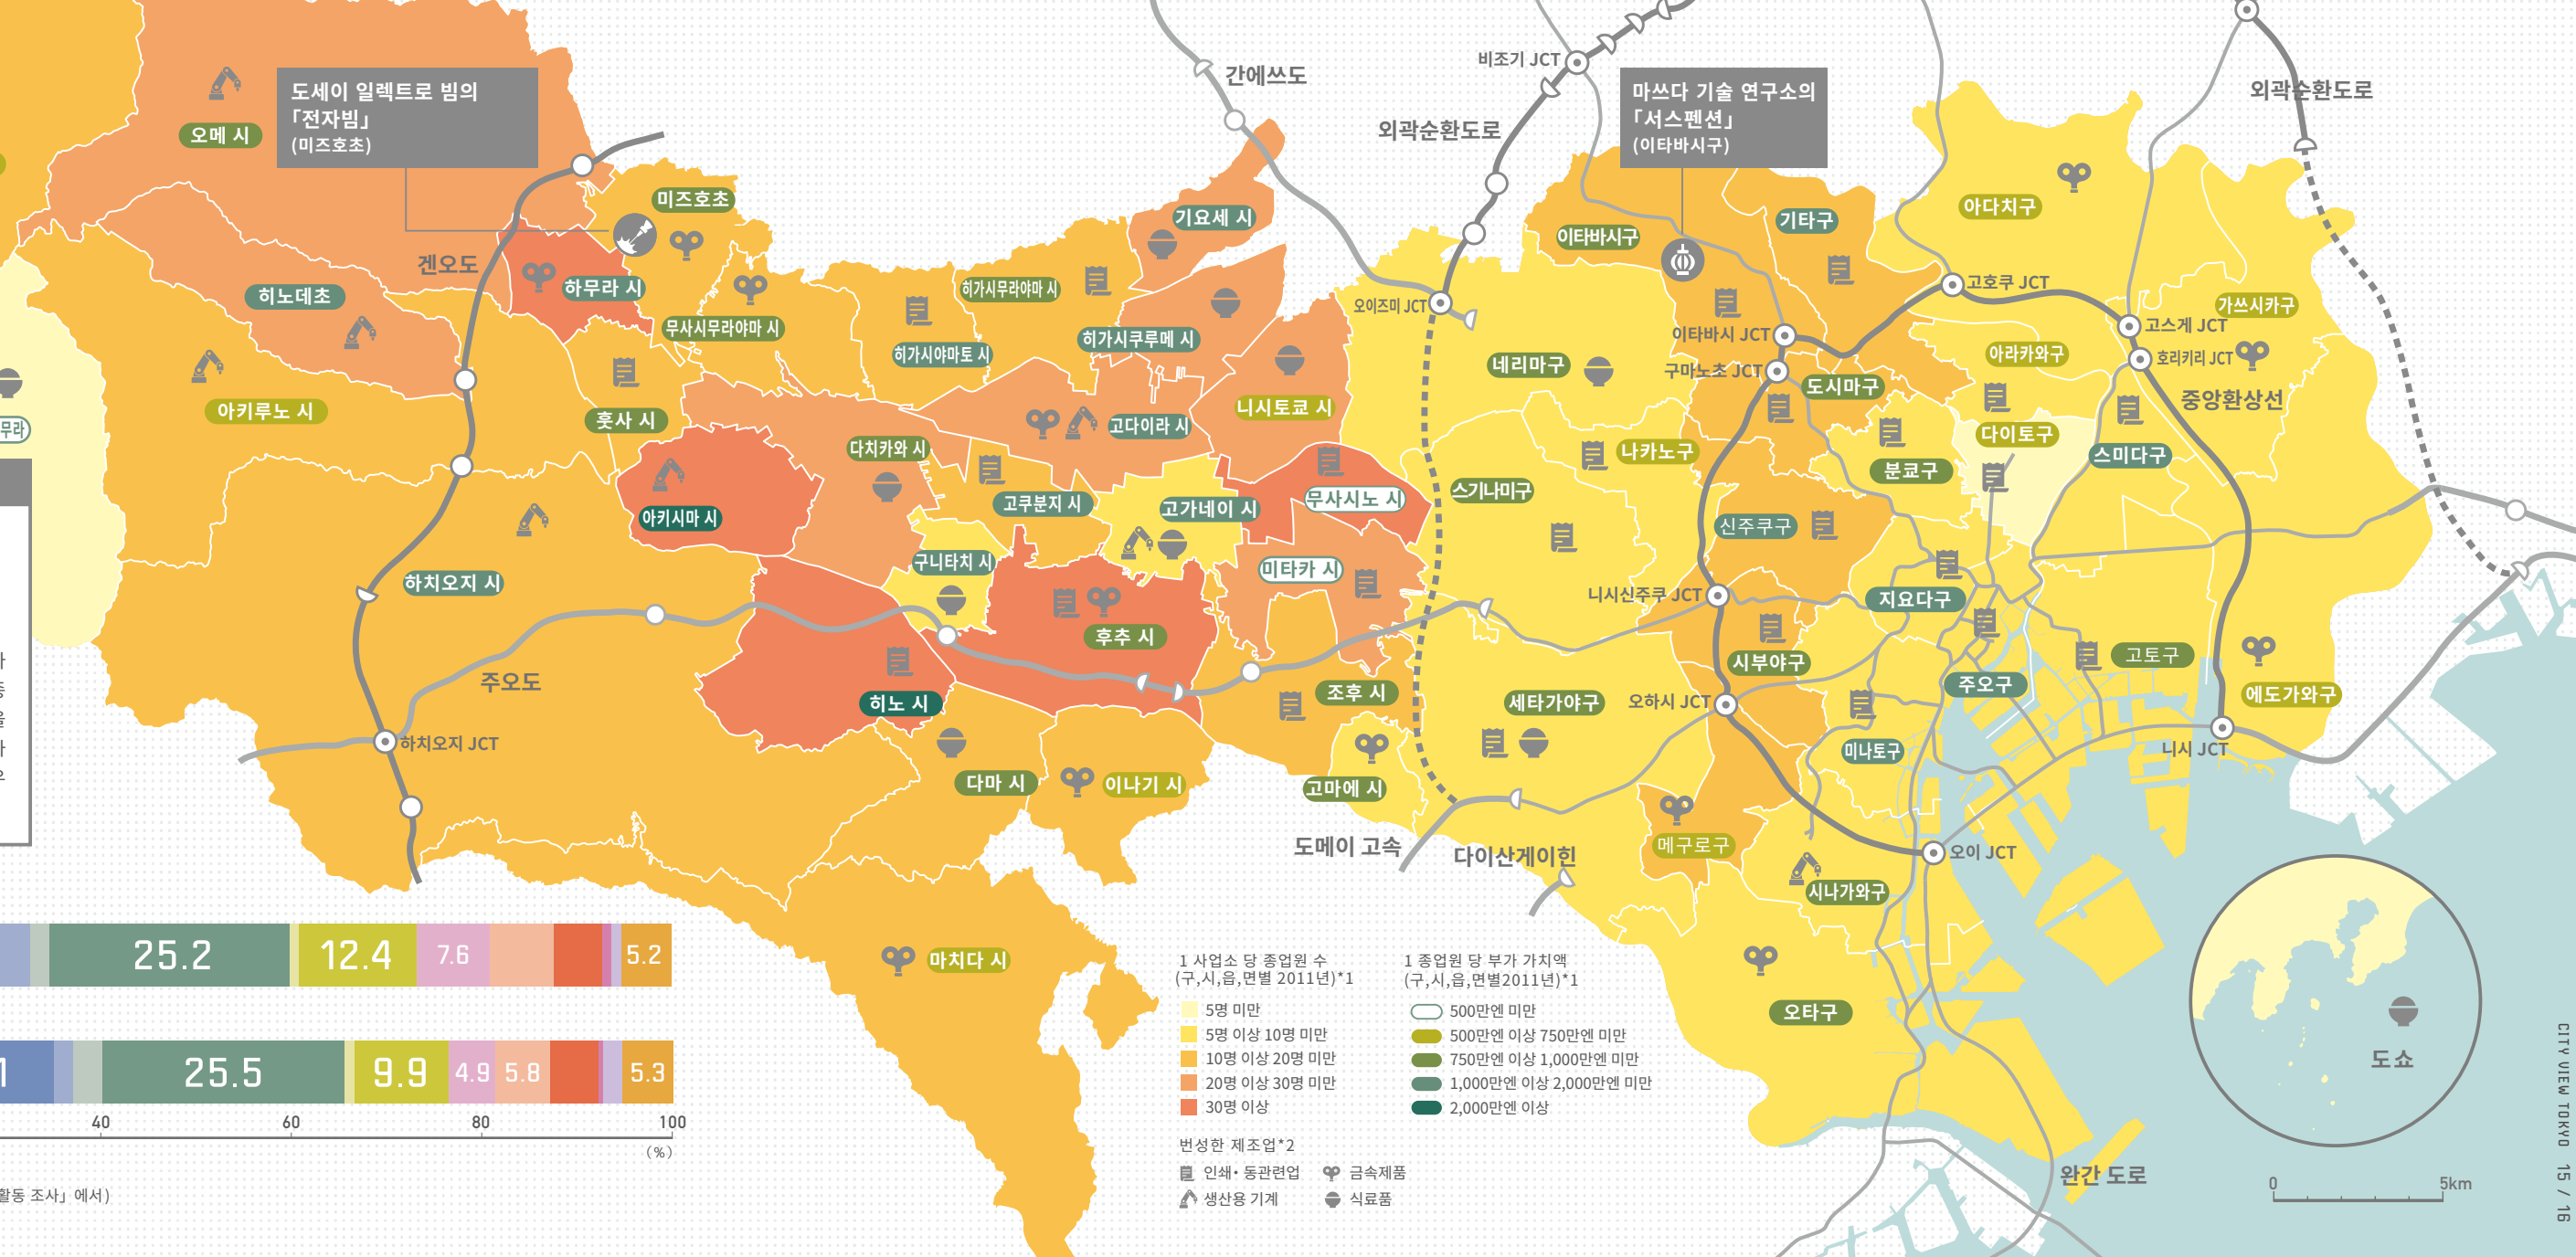 도세이 일렉트로 빔의
「전자빔」
(미즈호초)
마쓰다 기술 연구소의
「서스펜션」
(이타바시구)
간에쓰도
비조기 JCT
외곽순환도로
외곽순환도로
오메 시
미즈호초
기요세 시
이타바시구
기타구
아다치구
겐오도
히노데초
하무라 시
무사시무라야마 시
히가시야마토 시
히가시무라야마 시
히가시쿠루메 시
오이즈미 JCT
이타바시 JCT
구마노초 JCT
고호쿠 JCT
고스게 JCT
호리키리 JCT
가쓰시카구
아라카와구
중앙환상선
네리마구
도시마구
아키루노 시
훗사 시
다치카와 시
고다이라 시
니시토쿄 시
나카노구
분쿄구
다이토구
스미다구
무라
아키시마 시
고쿠분지 시
고가네이 시
무사시노 시
스기나미구
신주쿠구
하치오지 시
구니타치 시
미타카 시
니시신주쿠 JCT
지요다구
후추 시
시부야구
고토구
주오도
히노 시
조후 시
세타가야구
오하시 JCT
주오구
에도가와구
하치오지 JCT
다마 시
이나기 시
고마에 시
미나토구
니시 JCT
도메이 고속
다이산게이힌
메구로구
시나가와구
오이 JCT
마치다 시
오타구
도쇼
완간 도로
25.2
12.4
7.6
5.2
25.5
9.9
4.9
5.8
5.3
40
60
80
100
(%)
활동 조사」에서)
1 사업소 당 종업원 수
(구,시,읍,면별 2011년)*1
5명 미만
5명 이상 10명 미만
10명 이상 20명 미만
20명 이상 30명 미만
30명 이상
1 종업원 당 부가 가치액
(구,시,읍,면별2011년)*1
500만엔 미만
500만엔 이상 750만엔 미만
750만엔 이상 1,000만엔 미만
1,000만엔 이상 2,000만엔 미만
2,000만엔 이상
번성한 제조업*2
인쇄・동관련업
금속제품
생산용 기계
식료품
0
5km
CITY VIEW TOKYO 15 / 16